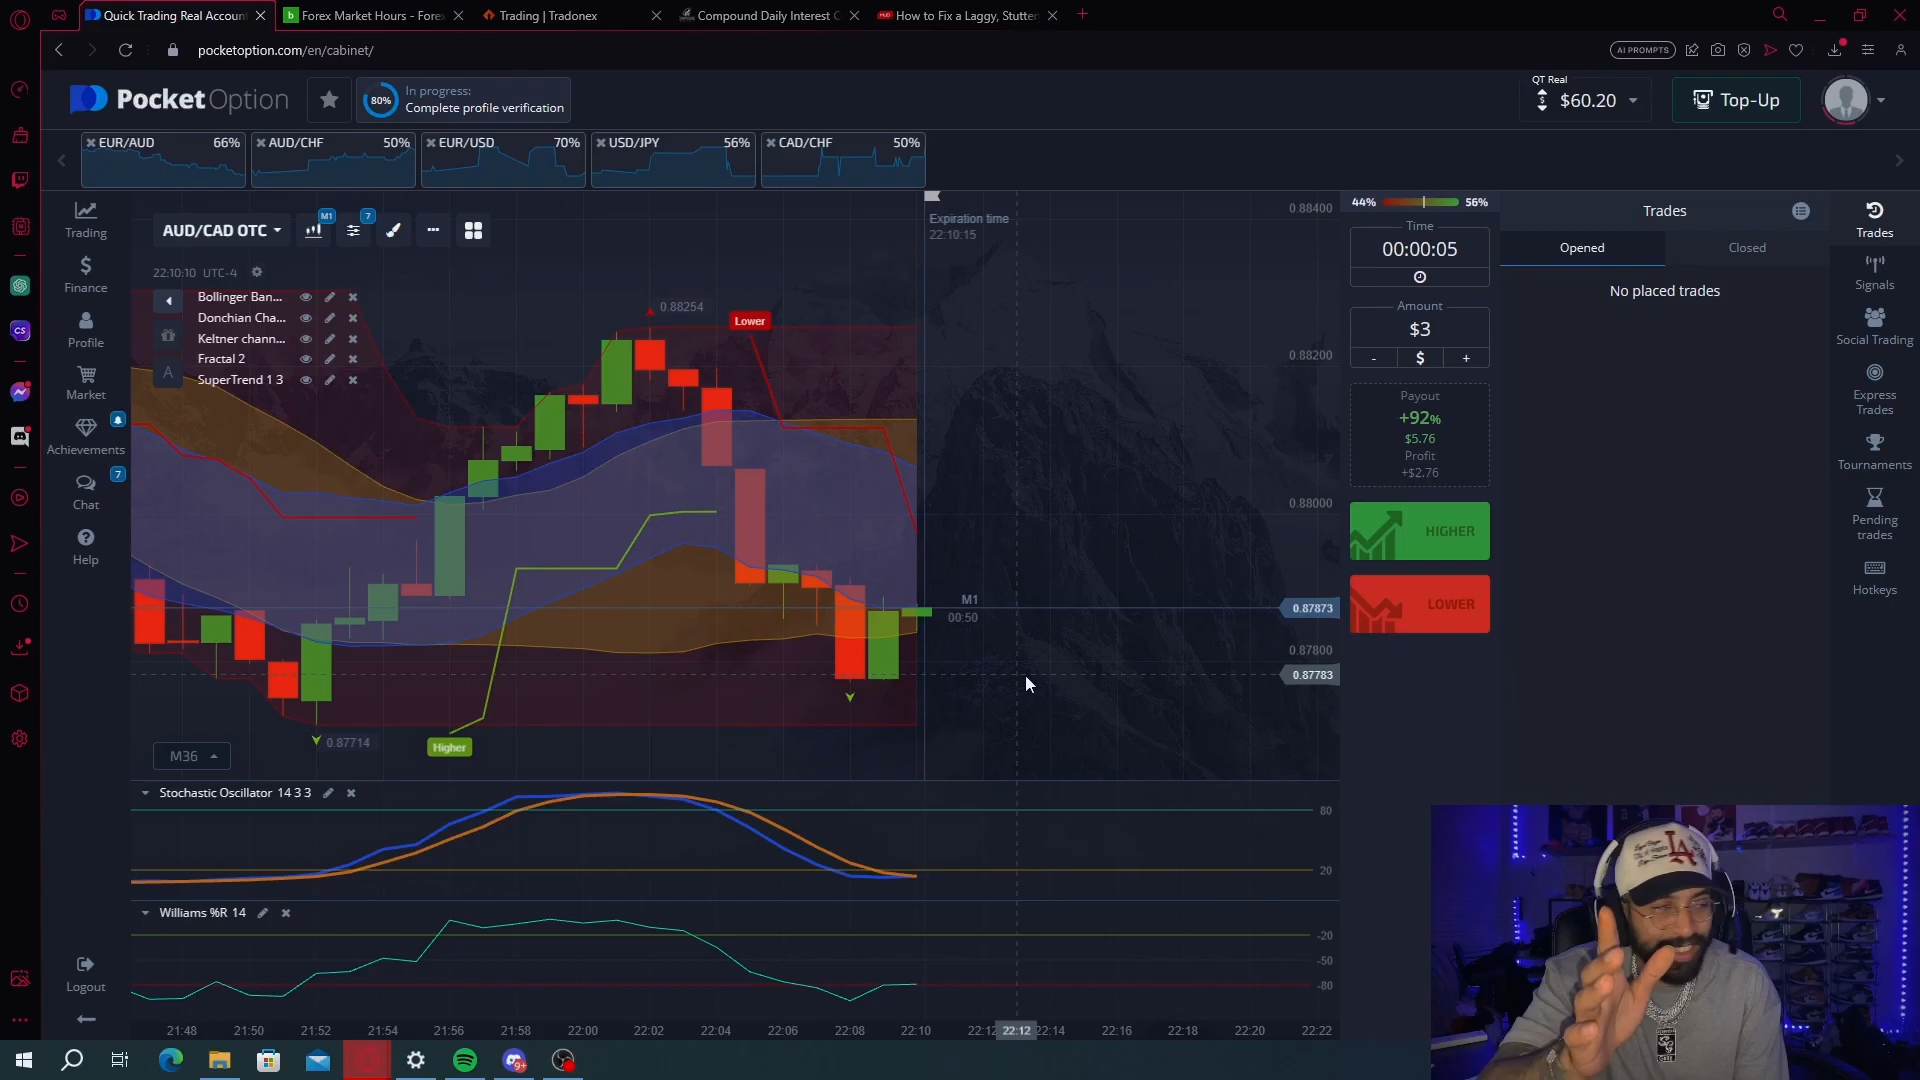 Quick Trading Real Accoun
Forex Market Hours - Fore
Trading | Tradonex
Compound Daily Interest C
How to Fix a Laggy, Stutter
pocketoption.com/en/cabinet/
AI PROMPTS
PocketOption
80%
In progress:
Complete profile verification
QT Real
$60.20
Top-Up
EUR/AUD 66%
AUD/CHF 50%
EUR/USD 70%
USD/JPY 56%
CAD/CHF 50%
Trading
Finance
Profile
Market
Achievements
Chat
7
Help
Logout
AUD/CAD OTC
M1
7
22:10:10 UTC-4
Bollinger Ban...
Donchian Cha...
Keltner chann...
Fractal 2
SuperTrend 1 3
A
Expiration time
22:10:15
0.88254
Lower
Higher
0.87714
M1
00:50
M36
0.88400
0.88200
0.88000
0.87873
0.87800
0.87783
Stochastic Oscillator 14 3 3
80
20
Williams %R 14
-20
-50
-80
21:48 21:50 21:52 21:54 21:56 21:58 22:00 22:02 22:04 22:06 22:08 22:10 22:12 22:12 22:14 22:16 22:18 22:20 22:22
44% 56%
Time
00:00:05
Amount
$3
- $ +
Payout
+92%
$5.76
Profit
+$2.76
HIGHER
LOWER
Trades
Opened Closed
No placed trades
Trades
Signals
Social Trading
Express
Trades
Tournaments
Pending
trades
Hotkeys
CS
9+
LA